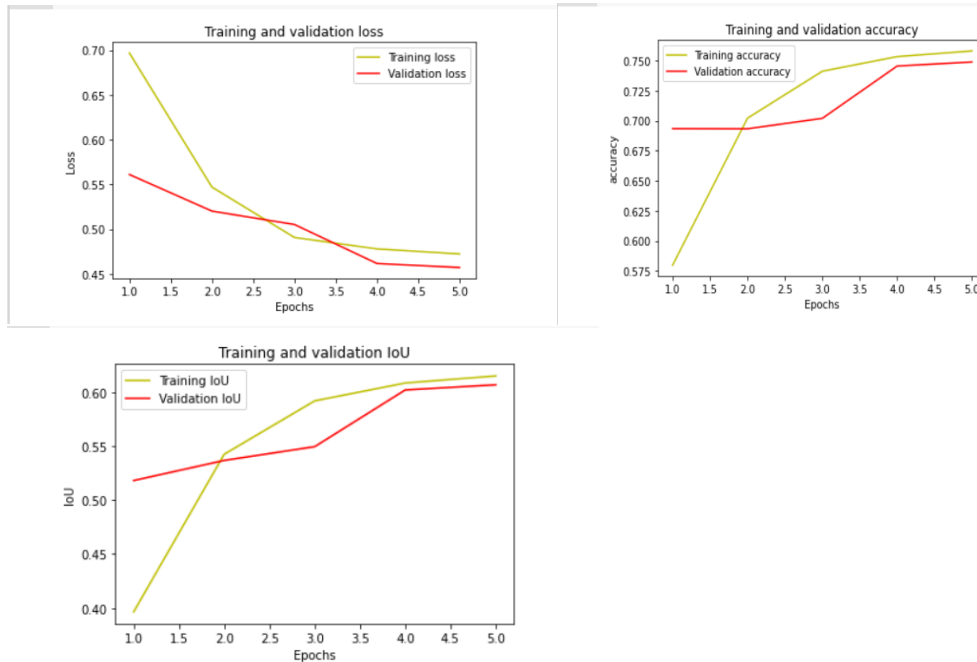 Training and validation loss
Training loss
Validation loss
0.70
0.65
0.60
0.55
0.50
0.45
Loss
1.0 1.5 2.0 2.5 3.0 3.5 4.0 4.5 5.0
Epochs
Training and validation accuracy
Training accuracy
Validation accuracy
0.750
0.725
0.700
0.675
0.650
0.625
0.600
0.575
accuracy
1.0 1.5 2.0 2.5 3.0 3.5 4.0 4.5 5.0
Epochs
Training and validation IoU
Training IoU
Validation IoU
0.60
0.55
0.50
0.45
0.40
IoU
1.0 1.5 2.0 2.5 3.0 3.5 4.0 4.5 5.0
Epochs